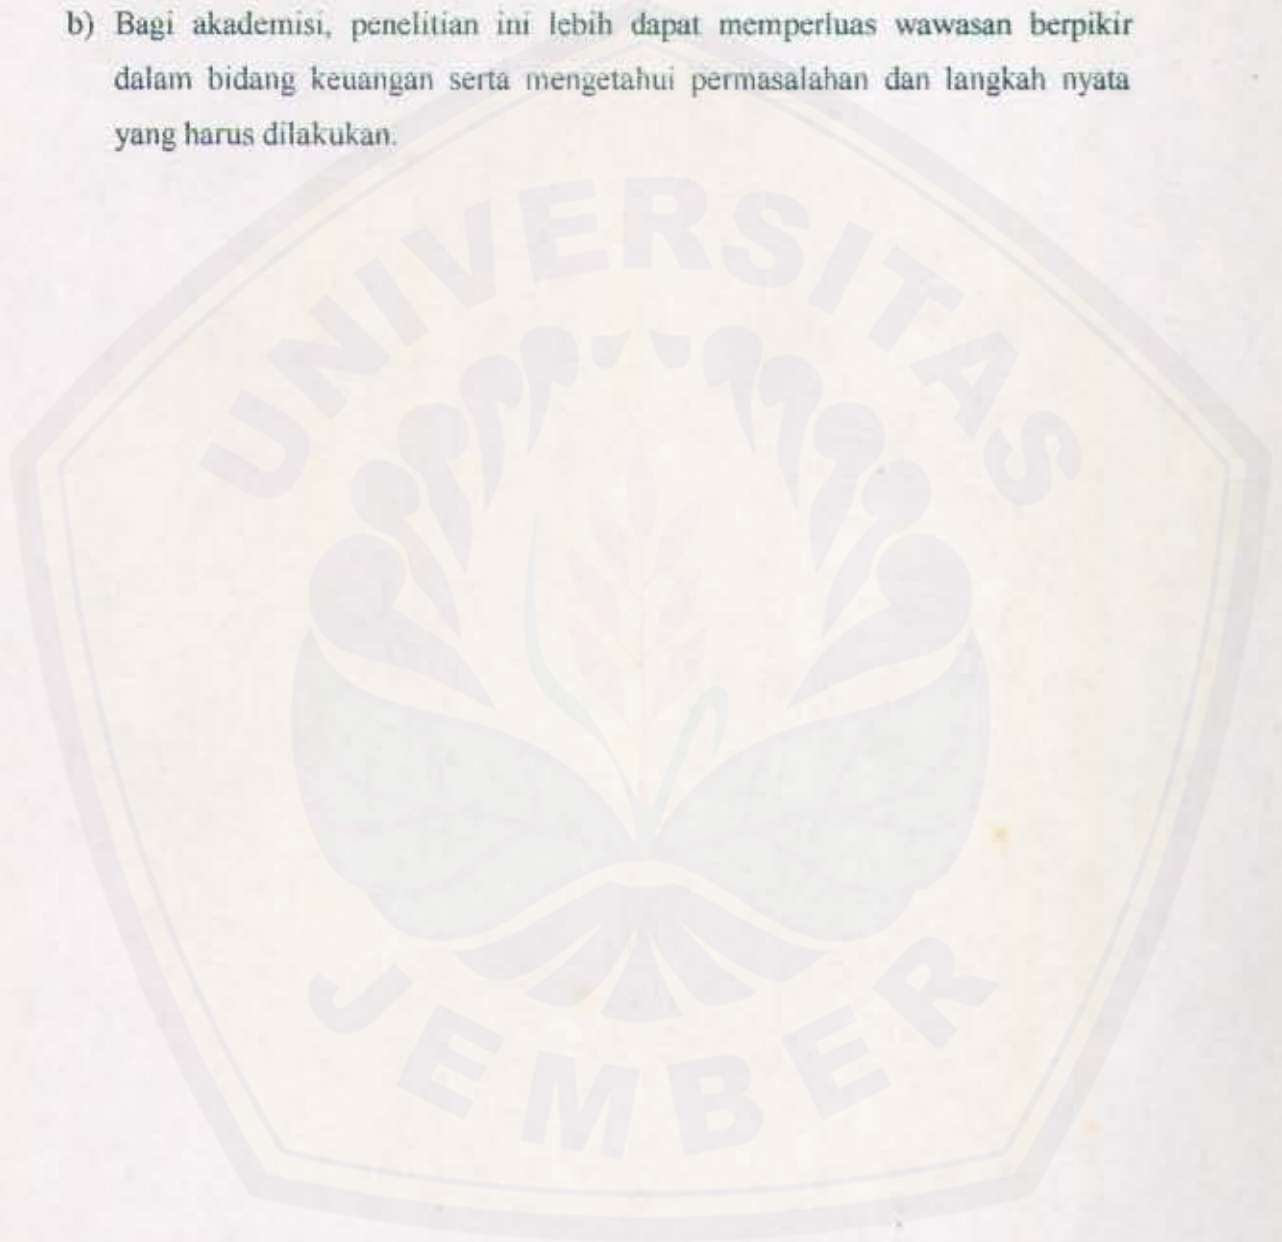 b) Bagi akademisi, penelitian ini lebih dapat memperluas wawasan berpikir
dalam bidang keuangan serta mengetahui permasalahan dan langkah nyata
yang harus dilakukan.
UNIVERSITAS
JEMBER